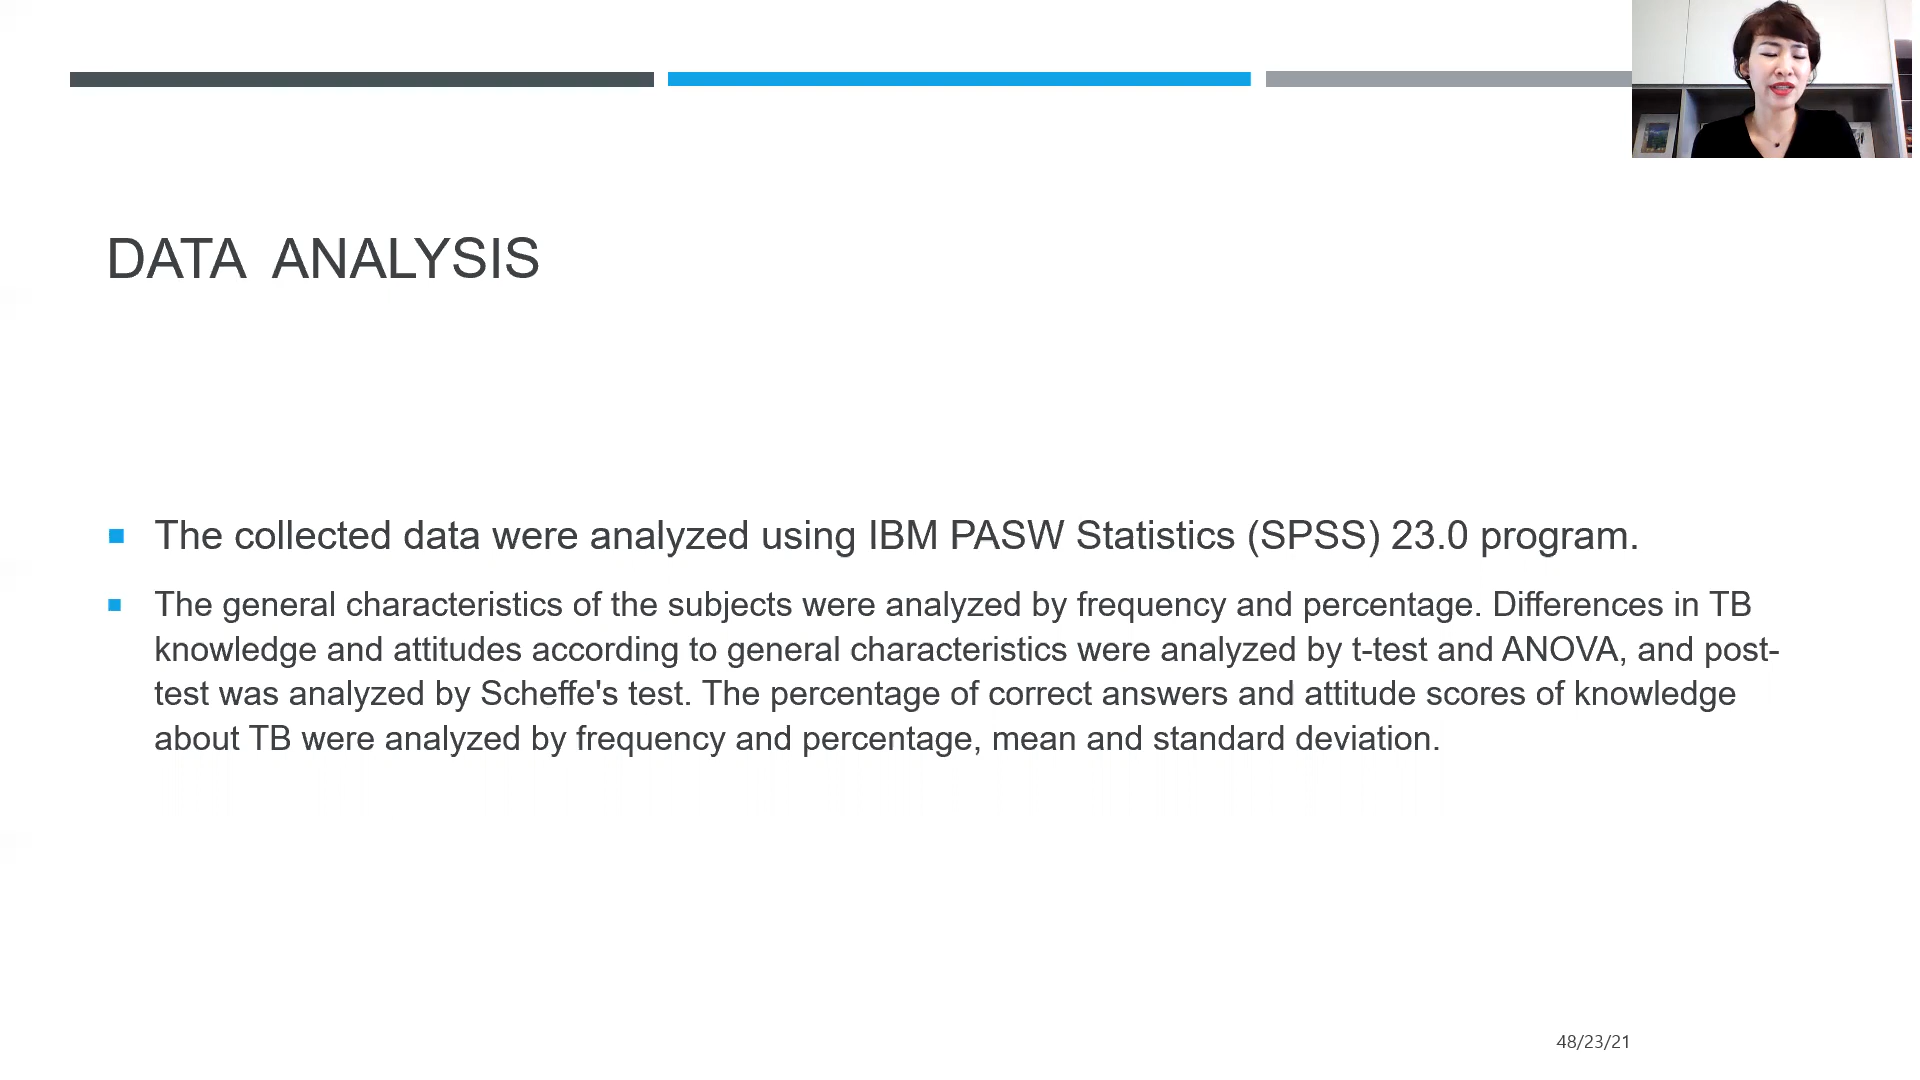 DATA ANALYSIS
The collected data were analyzed using IBM PASW Statistics (SPSS) 23.0 program.
The general characteristics of the subjects were analyzed by frequency and percentage. Differences in TB
knowledge and attitudes according to general characteristics were analyzed by t-test and ANOVA, and post-
test was analyzed by Scheffe's test. The percentage of correct answers and attitude scores of knowledge
about TB were analyzed by frequency and percentage, mean and standard deviation.
48/23/21